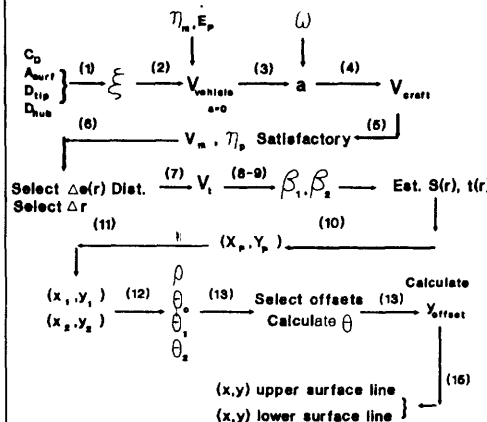 η_m, Ė_p ω
C_D
A_surf
D_tip
D_hub
} (1) ξ (2) V_vehicle a=0 (3) a (4) V_craft
(6) V_m, η_p Satisfactory (5)
Select Δe(r) Dist. (7) V_t (8-9) β_1, β_2 Est. S(r), t(r)
Select Δr
(11) (X_p, Y_p) (10)
(x_1, y_1) (12) ρ (13) Select offsets (13) Calculate
(x_2, y_2) θ_0 Calculate θ y_offset
θ_1
θ_2
(15)
(x,y) upper surface line
(x,y) lower surface line }